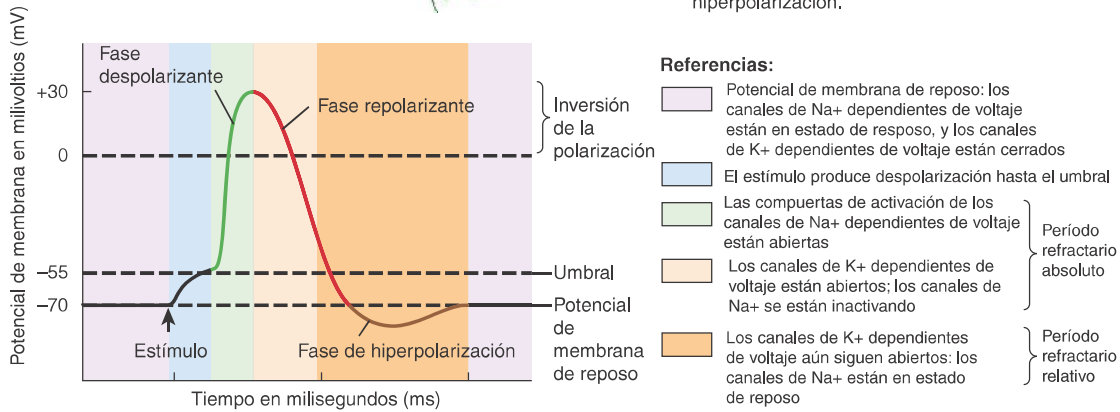 hiperpolarización.
Potencial de membrana en milivoltios (mV)
Fase
despolarizante
+30
0
–55
–70
Fase repolarizante
Inversión
de la
polarización
Umbral
Potencial
de
membrana
de reposo
Estímulo
Fase de hiperpolarización
Tiempo en milisegundos (ms)
Referencias:
Potencial de membrana de reposo: los
canales de Na+ dependientes de voltaje
están en estado de resposo, y los canales
de K+ dependientes de voltaje están cerrados
El estímulo produce despolarización hasta el umbral
Las compuertas de activación de los
canales de Na+ dependientes de voltaje
están abiertas
Los canales de K+ dependientes de
voltaje están abiertos; los canales de
Na+ se están inactivando
Período
refractario
absoluto
Los canales de K+ dependientes
de voltaje aún siguen abiertos: los
canales de Na+ están en estado
de reposo
Período
refractario
relativo